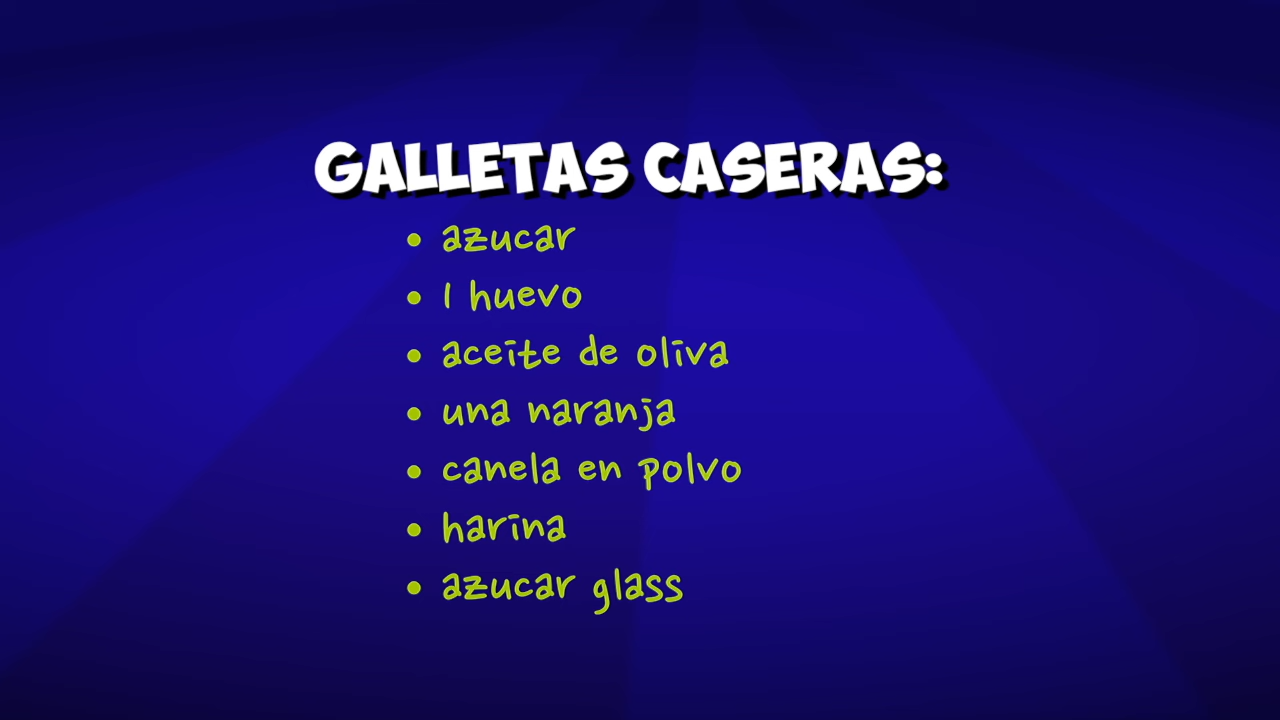 GALLETAS CASERAS:
• azucar
• 1 huevo
• aceite de oliva
• una naranja
• canela en polvo
• harina
• azucar glass